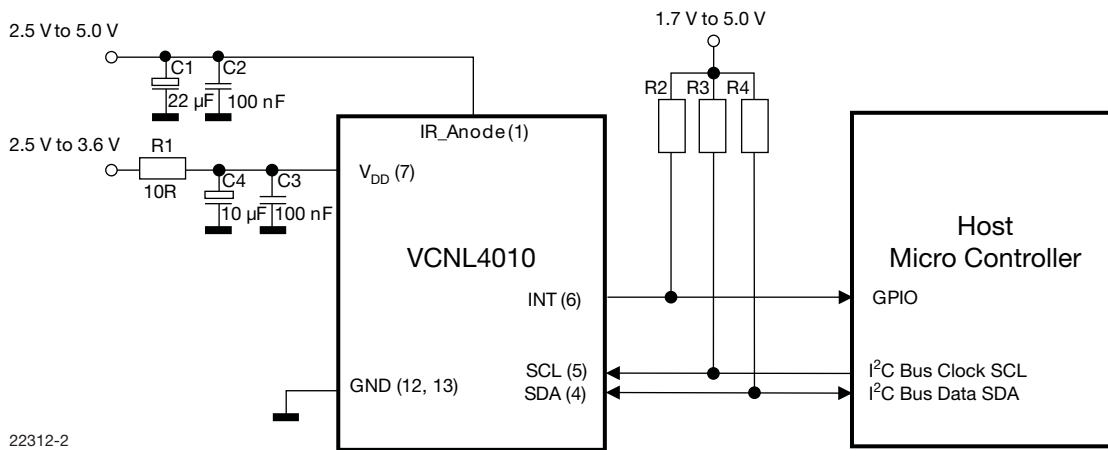 2.5 V to 5.0 V
C1
C2
22 µF
100 nF
1.7 V to 5.0 V
R2
R3
R4
IR_Anode (1)
2.5 V to 3.6 V
R1
10R
C4
C3
10 µF
100 nF
VDD (7)
VCNL4010
Host
Micro Controller
INT (6)
GPIO
GND (12, 13)
SCL (5)
SDA (4)
I²C Bus Clock SCL
I²C Bus Data SDA
22312-2